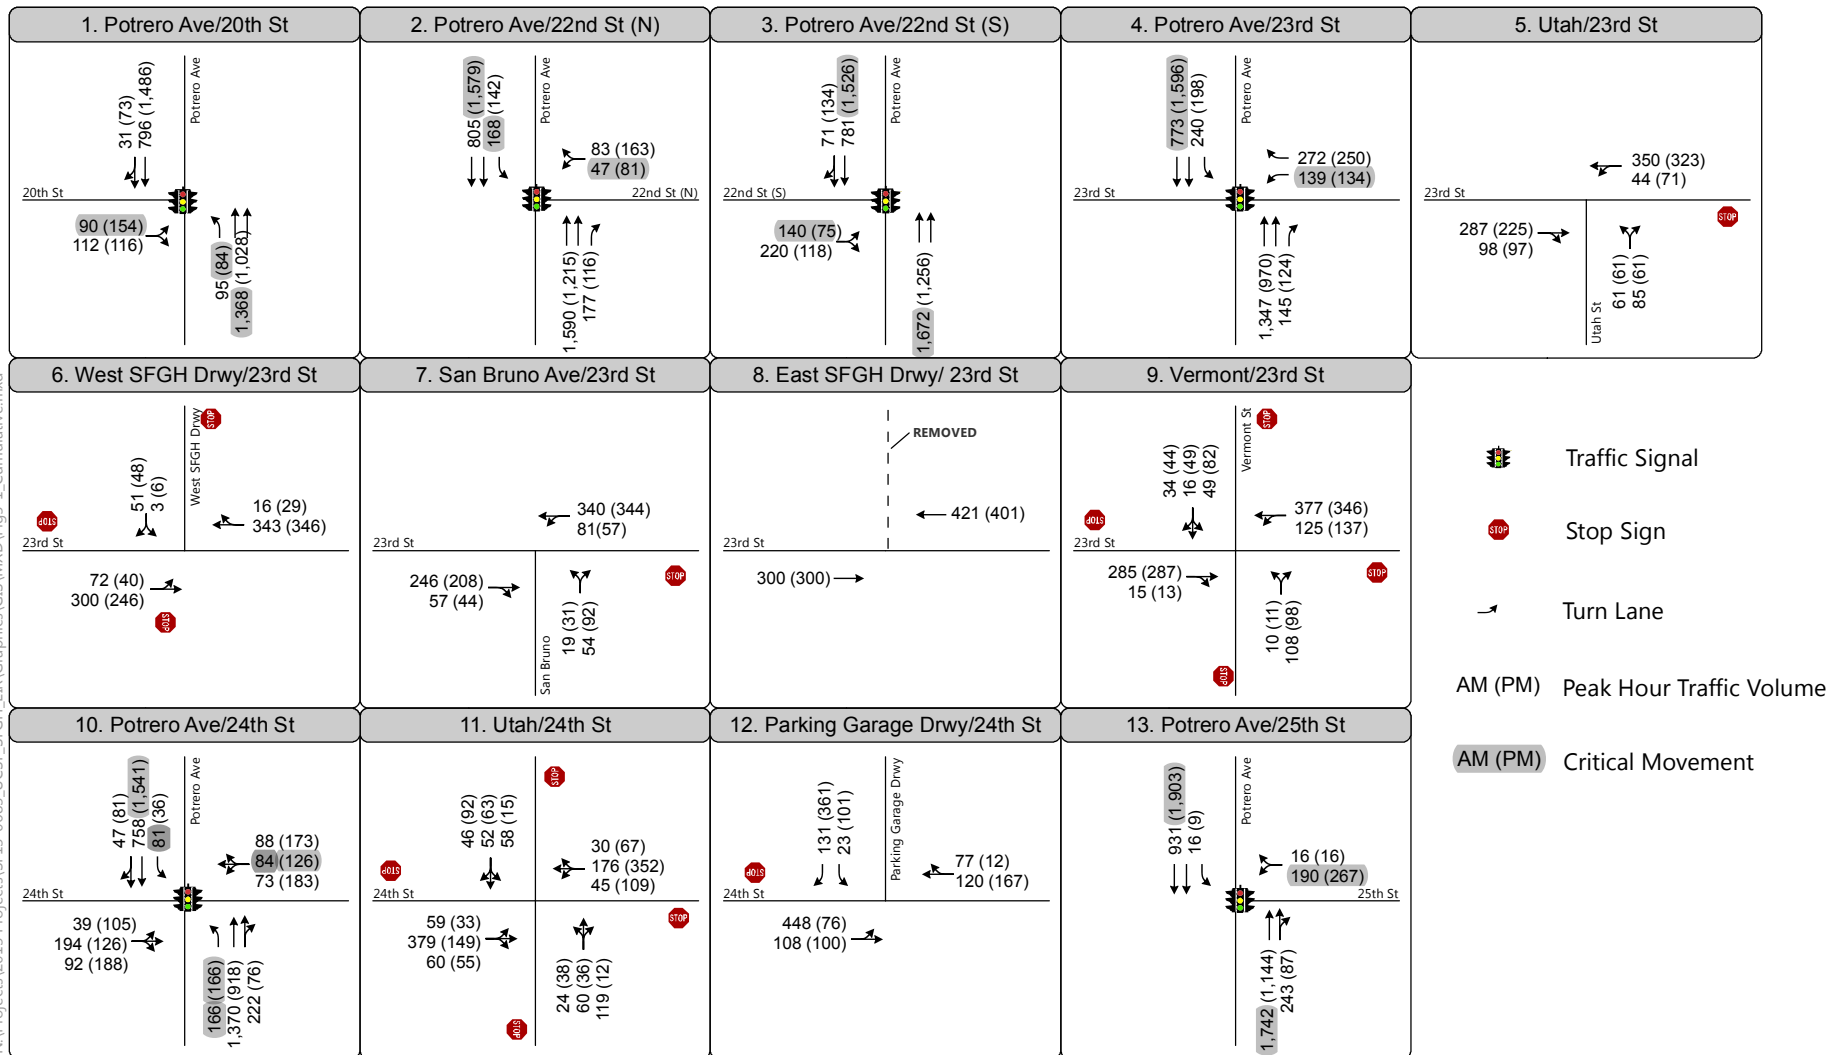 1. Potrero Ave/20th St
31 (73)
796 (1,486)
Potrero Ave
20th St
90 (154)
112 (116)
95 (84)
1,368 (1,028)
2. Potrero Ave/22nd St (N)
805 (1,579)
168 (142)
Potrero Ave
83 (163)
47 (81)
22nd St (N)
1,590 (1,215)
177 (116)
3. Potrero Ave/22nd St (S)
71 (134)
781 (1,526)
Potrero Ave
22nd St (S)
140 (75)
220 (118)
1,672 (1,256)
4. Potrero Ave/23rd St
773 (1,596)
240 (198)
Potrero Ave
272 (250)
139 (134)
23rd St
1,347 (970)
145 (124)
5. Utah/23rd St
350 (323)
44 (71)
23rd St
STOP
287 (225)
98 (97)
61 (61)
85 (61)
Utah St
6. West SFGH Drwy/23rd St
STOP
West SFGH Drwy
51 (48)
3 (6)
16 (29)
343 (346)
STOP
23rd St
72 (40)
300 (246)
STOP
7. San Bruno Ave/23rd St
340 (344)
81(57)
23rd St
246 (208)
57 (44)
STOP
19 (31)
54 (92)
San Bruno
8. East SFGH Drwy/ 23rd St
REMOVED
421 (401)
23rd St
300 (300)
9. Vermont/23rd St
Vermont St
STOP
34 (44)
16 (49)
49 (82)
377 (346)
125 (137)
STOP
23rd St
285 (287)
15 (13)
STOP
10 (11)
108 (98)
STOP
Traffic Signal
STOP
Stop Sign
Turn Lane
AM (PM)
Peak Hour Traffic Volume
AM (PM)
Critical Movement
10. Potrero Ave/24th St
47 (81)
758 (1,541)
81 (36)
Potrero Ave
88 (173)
84 (126)
73 (183)
24th St
39 (105)
194 (126)
92 (188)
166 (166)
1,370 (918)
222 (76)
11. Utah/24th St
STOP
46 (92)
52 (63)
58 (15)
30 (67)
176 (352)
45 (109)
STOP
24th St
59 (33)
379 (149)
60 (55)
STOP
24 (38)
60 (36)
119 (12)
STOP
12. Parking Garage Drwy/24th St
131 (361)
23 (101)
Parking Garage Drwy
77 (12)
120 (167)
STOP
24th St
448 (76)
108 (100)
13. Potrero Ave/25th St
931 (1,903)
16 (9)
Potrero Ave
16 (16)
190 (267)
25th St
1,742 (1,144)
243 (87)